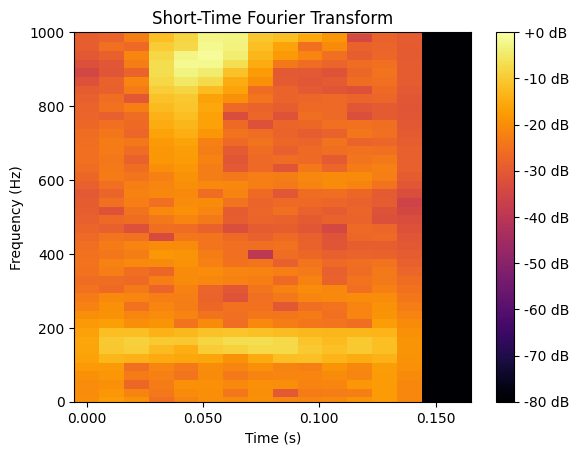 Short-Time Fourier Transform
1000
800
600
400
200
0
Frequency (Hz)
0.000
0.050
0.100
0.150
Time (s)
+0 dB
-10 dB
-20 dB
-30 dB
-40 dB
-50 dB
-60 dB
-70 dB
-80 dB